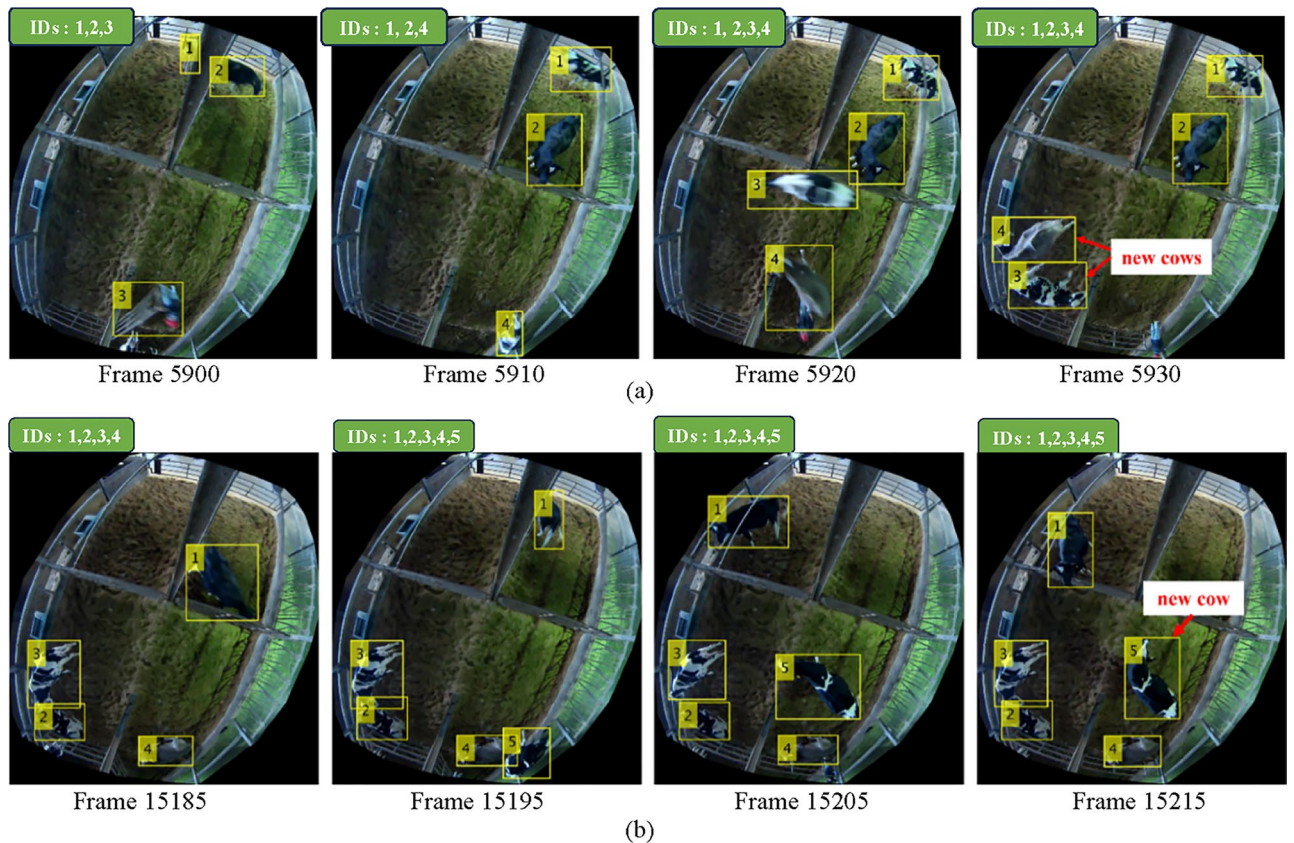 IDs : 1,2,3
IDs : 1, 2,4
IDs : 1, 2,3,4
IDs : 1,2,3,4
1
2
3
1
2
4
1
2
3
4
1
2
4
3
new cows
Frame 5900
Frame 5910
Frame 5920
Frame 5930
(a)
IDs : 1,2,3,4
IDs : 1,2,3,4,5
IDs : 1,2,3,4,5
IDs : 1,2,3,4,5
1
3
2
4
1
3
2
4
5
1
3
5
2
4
1
new cow
3
5
2
4
Frame 15185
Frame 15195
Frame 15205
Frame 15215
(b)